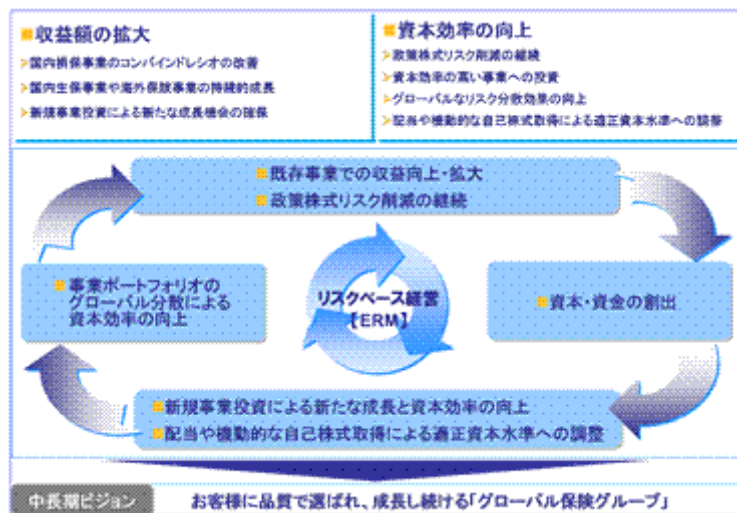 収益額の拡大
国内損保事業のコンバインドレシオの改善
国内生保事業や海外保険事業の持続的成長
新規事業投資による新たな成長機会の確保
資本効率の向上
政策株式リスク削減の継続
資本効率の高い事業への投資
グローバルなリスク分散効果の向上
配当や機動的な自己株式取得による適正資本水準への調整
既存事業での収益向上・拡大
政策株式リスク削減の継続
事業ポートフォリオの
グローバル分散による
資本効率の向上
リスクベース経営
【ERM】
資本・資金の創出
新規事業投資による新たな成長と資本効率の向上
配当や機動的な自己株式取得による適正資本水準への調整
中長期ビジョン
お客様に品質で選ばれ、成長し続ける「グローバル保険グループ」